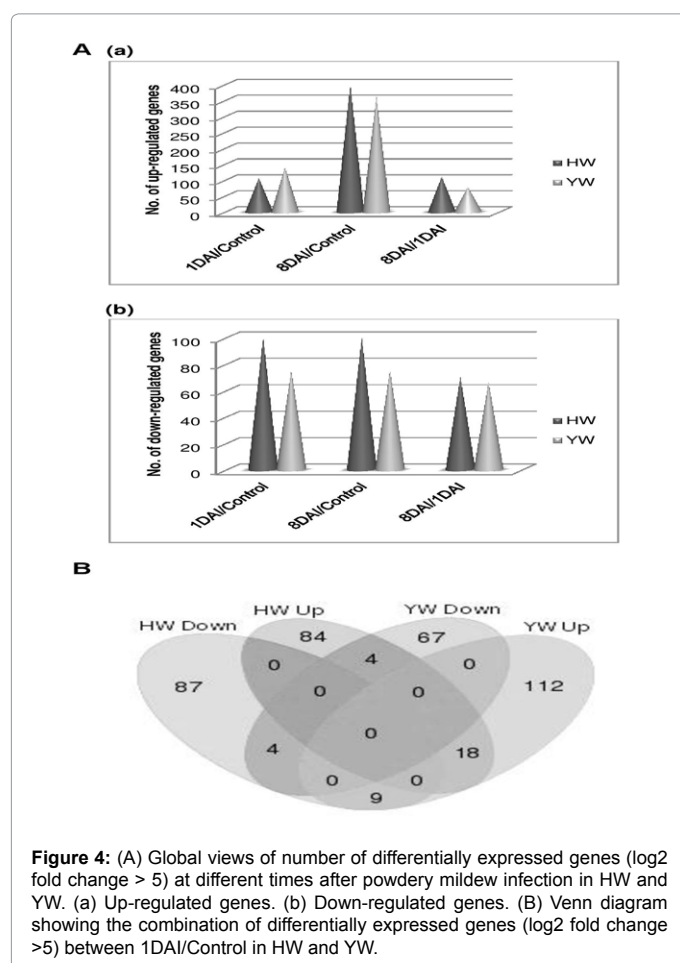 A (a)
No. of up-regulated genes
400
350
300
250
200
150
100
50
0
1DAI/Control
8DAI/Control
8DAI/1DAI
HW
YW
(b)
No. of down-regulated genes
100
80
60
40
20
0
1DAI/Control
8DAI/Control
8DAI/1DAI
HW
YW
B
HW Down
HW Up
YW Down
YW Up
84
67
87
0
4
0
112
0
0
0
4
18
0
0
9
Figure 4: (A) Global views of number of differentially expressed genes (log2
fold change > 5) at different times after powdery mildew infection in HW and
YW. (a) Up-regulated genes. (b) Down-regulated genes. (B) Venn diagram
showing the combination of differentially expressed genes (log2 fold change
>5) between 1DAI/Control in HW and YW.